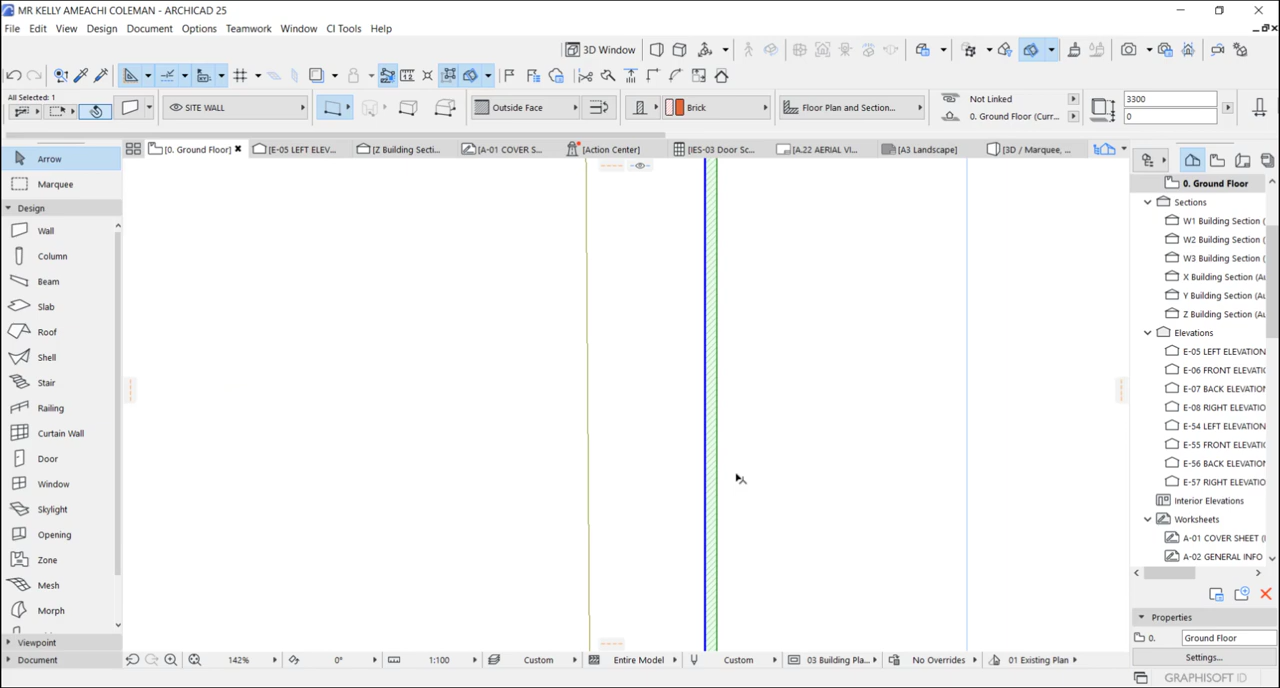 MR KELLY AMEACHI COLEMAN - ARCHICAD 25
File Edit View Design Document Options Teamwork Window CI Tools Help
3D Window
All Selected: 1
SITE WALL
Outside Face
Brick
Floor Plan and Section...
Not Linked
0. Ground Floor (Curr...
3300
0
Arrow
[0. Ground Floor]
[E-05 LEFT ELEV...
[Z Building Secti...
[A-01 COVER S...
[Action Center]
[IES-03 Door Sc...
[A.22 AERIAL VI...
[A3 Landscape]
[3D / Marquee, ...
Marquee
Design
Wall
Column
Beam
Slab
Roof
Shell
Stair
Railing
Curtain Wall
Door
Window
Skylight
Opening
Zone
Mesh
Morph
Viewpoint
Document
0. Ground Floor
Sections
W1 Building Section (
W2 Building Section (
W3 Building Section (
X Building Section (Au
Y Building Section (Au
Z Building Section (Au
Elevations
E-05 LEFT ELEVATION
E-06 FRONT ELEVATIO
E-07 BACK ELEVATION
E-08 RIGHT ELEVATIO
E-54 LEFT ELEVATION
E-55 FRONT ELEVATIO
E-56 BACK ELEVATION
E-57 RIGHT ELEVATIO
Interior Elevations
Worksheets
A-01 COVER SHEET (I
A-02 GENERAL INFO
Properties
0. Ground Floor
Settings...
142% 0° 1:100 Custom Entire Model Custom 03 Building Pla... No Overrides 01 Existing Plan
GRAPHISOFT ID